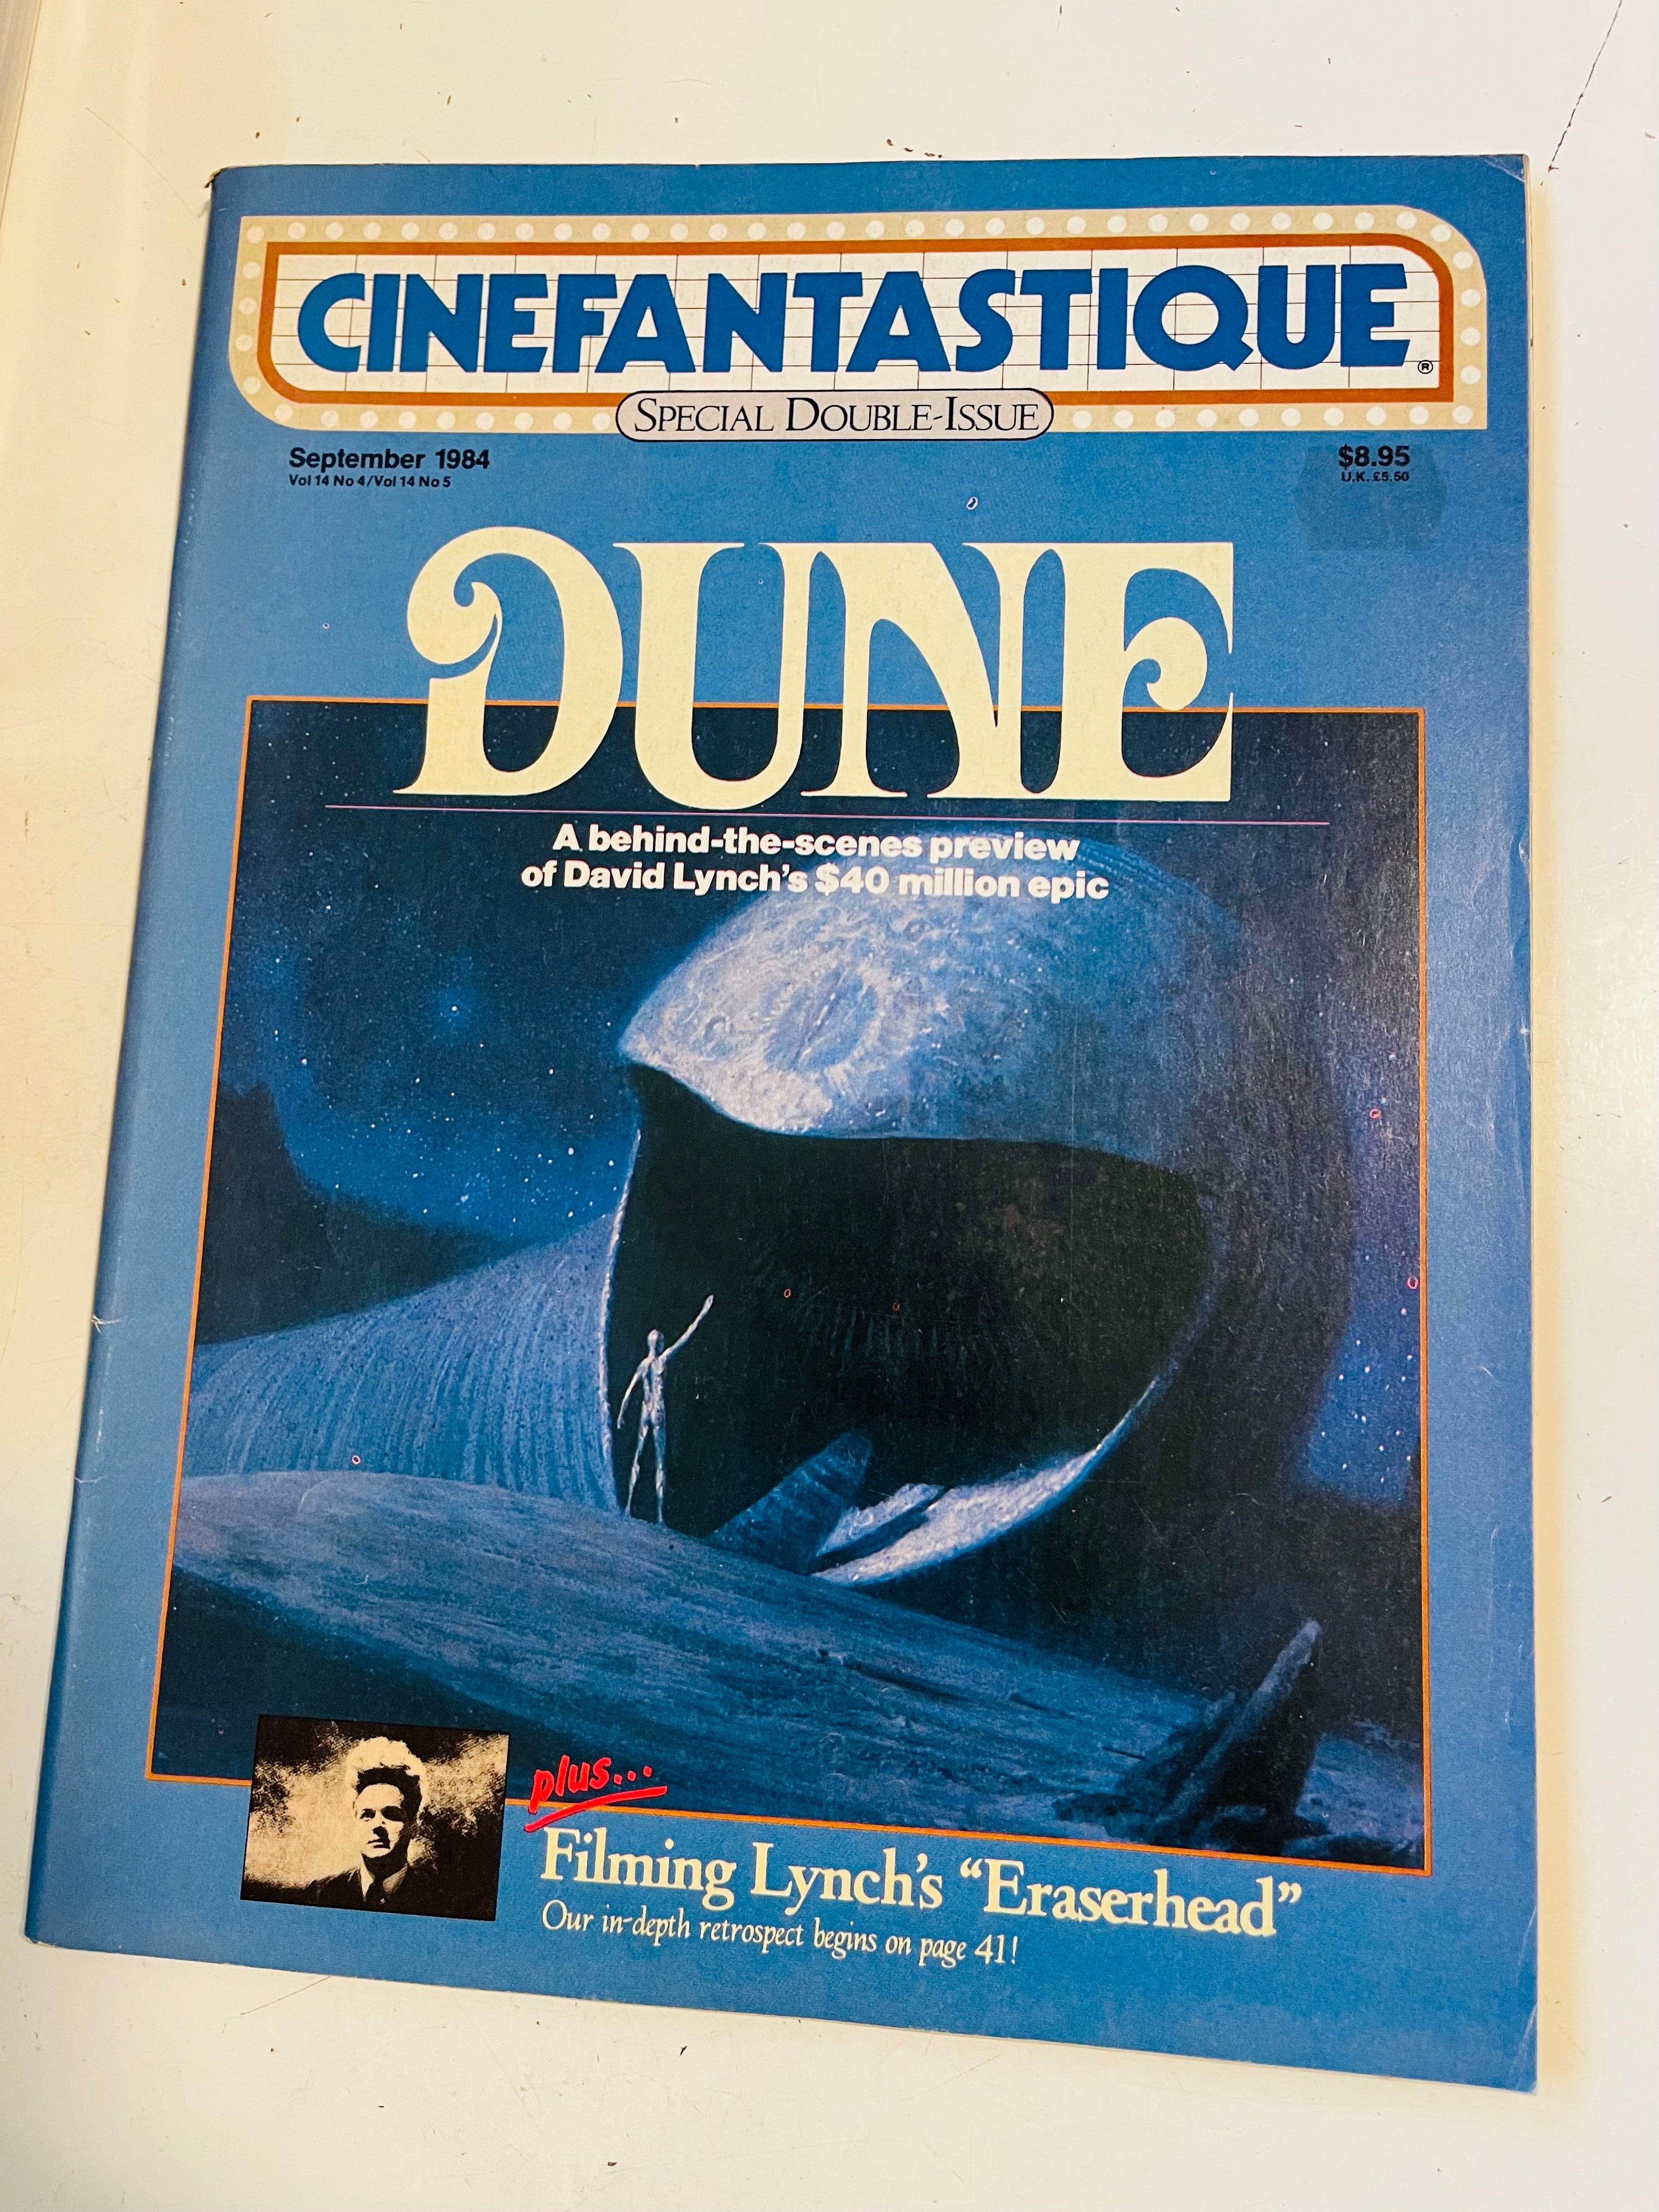 CINEFANTASTIQUE®
SPECIAL DOUBLE-ISSUE
September 1984
Vol 14 No 4/Vol 14 No 5
$8.95
U.K. £5.50
DUNE
A behind-the-scenes preview
of David Lynch's $40 million epic
plus...
Filming Lynch's “Eraserhead”
Our in-depth retrospect begins on page 41!